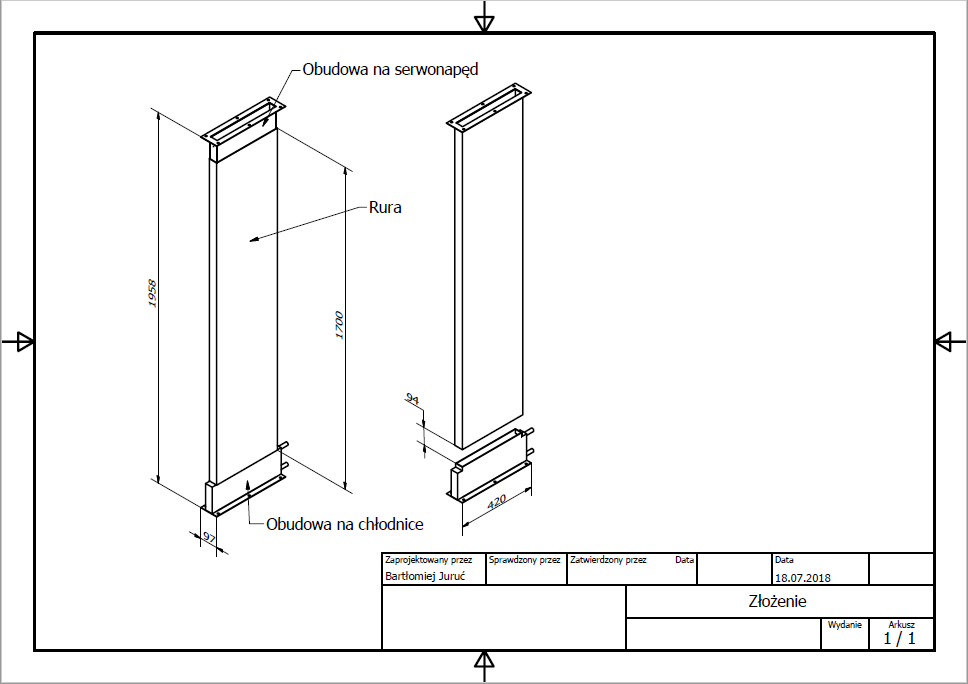 Obudowa na serwonapęd
Rura
1958
1700
94
420
Obudowa na chłodnice
97
Zaprojektowany przez
Bartłomiej Juruć
Sprawdzony przez
Zatwierdzony przez
Data
Data
18.07.2018
Złożenie
Wydanie
Arkusz
1 / 1